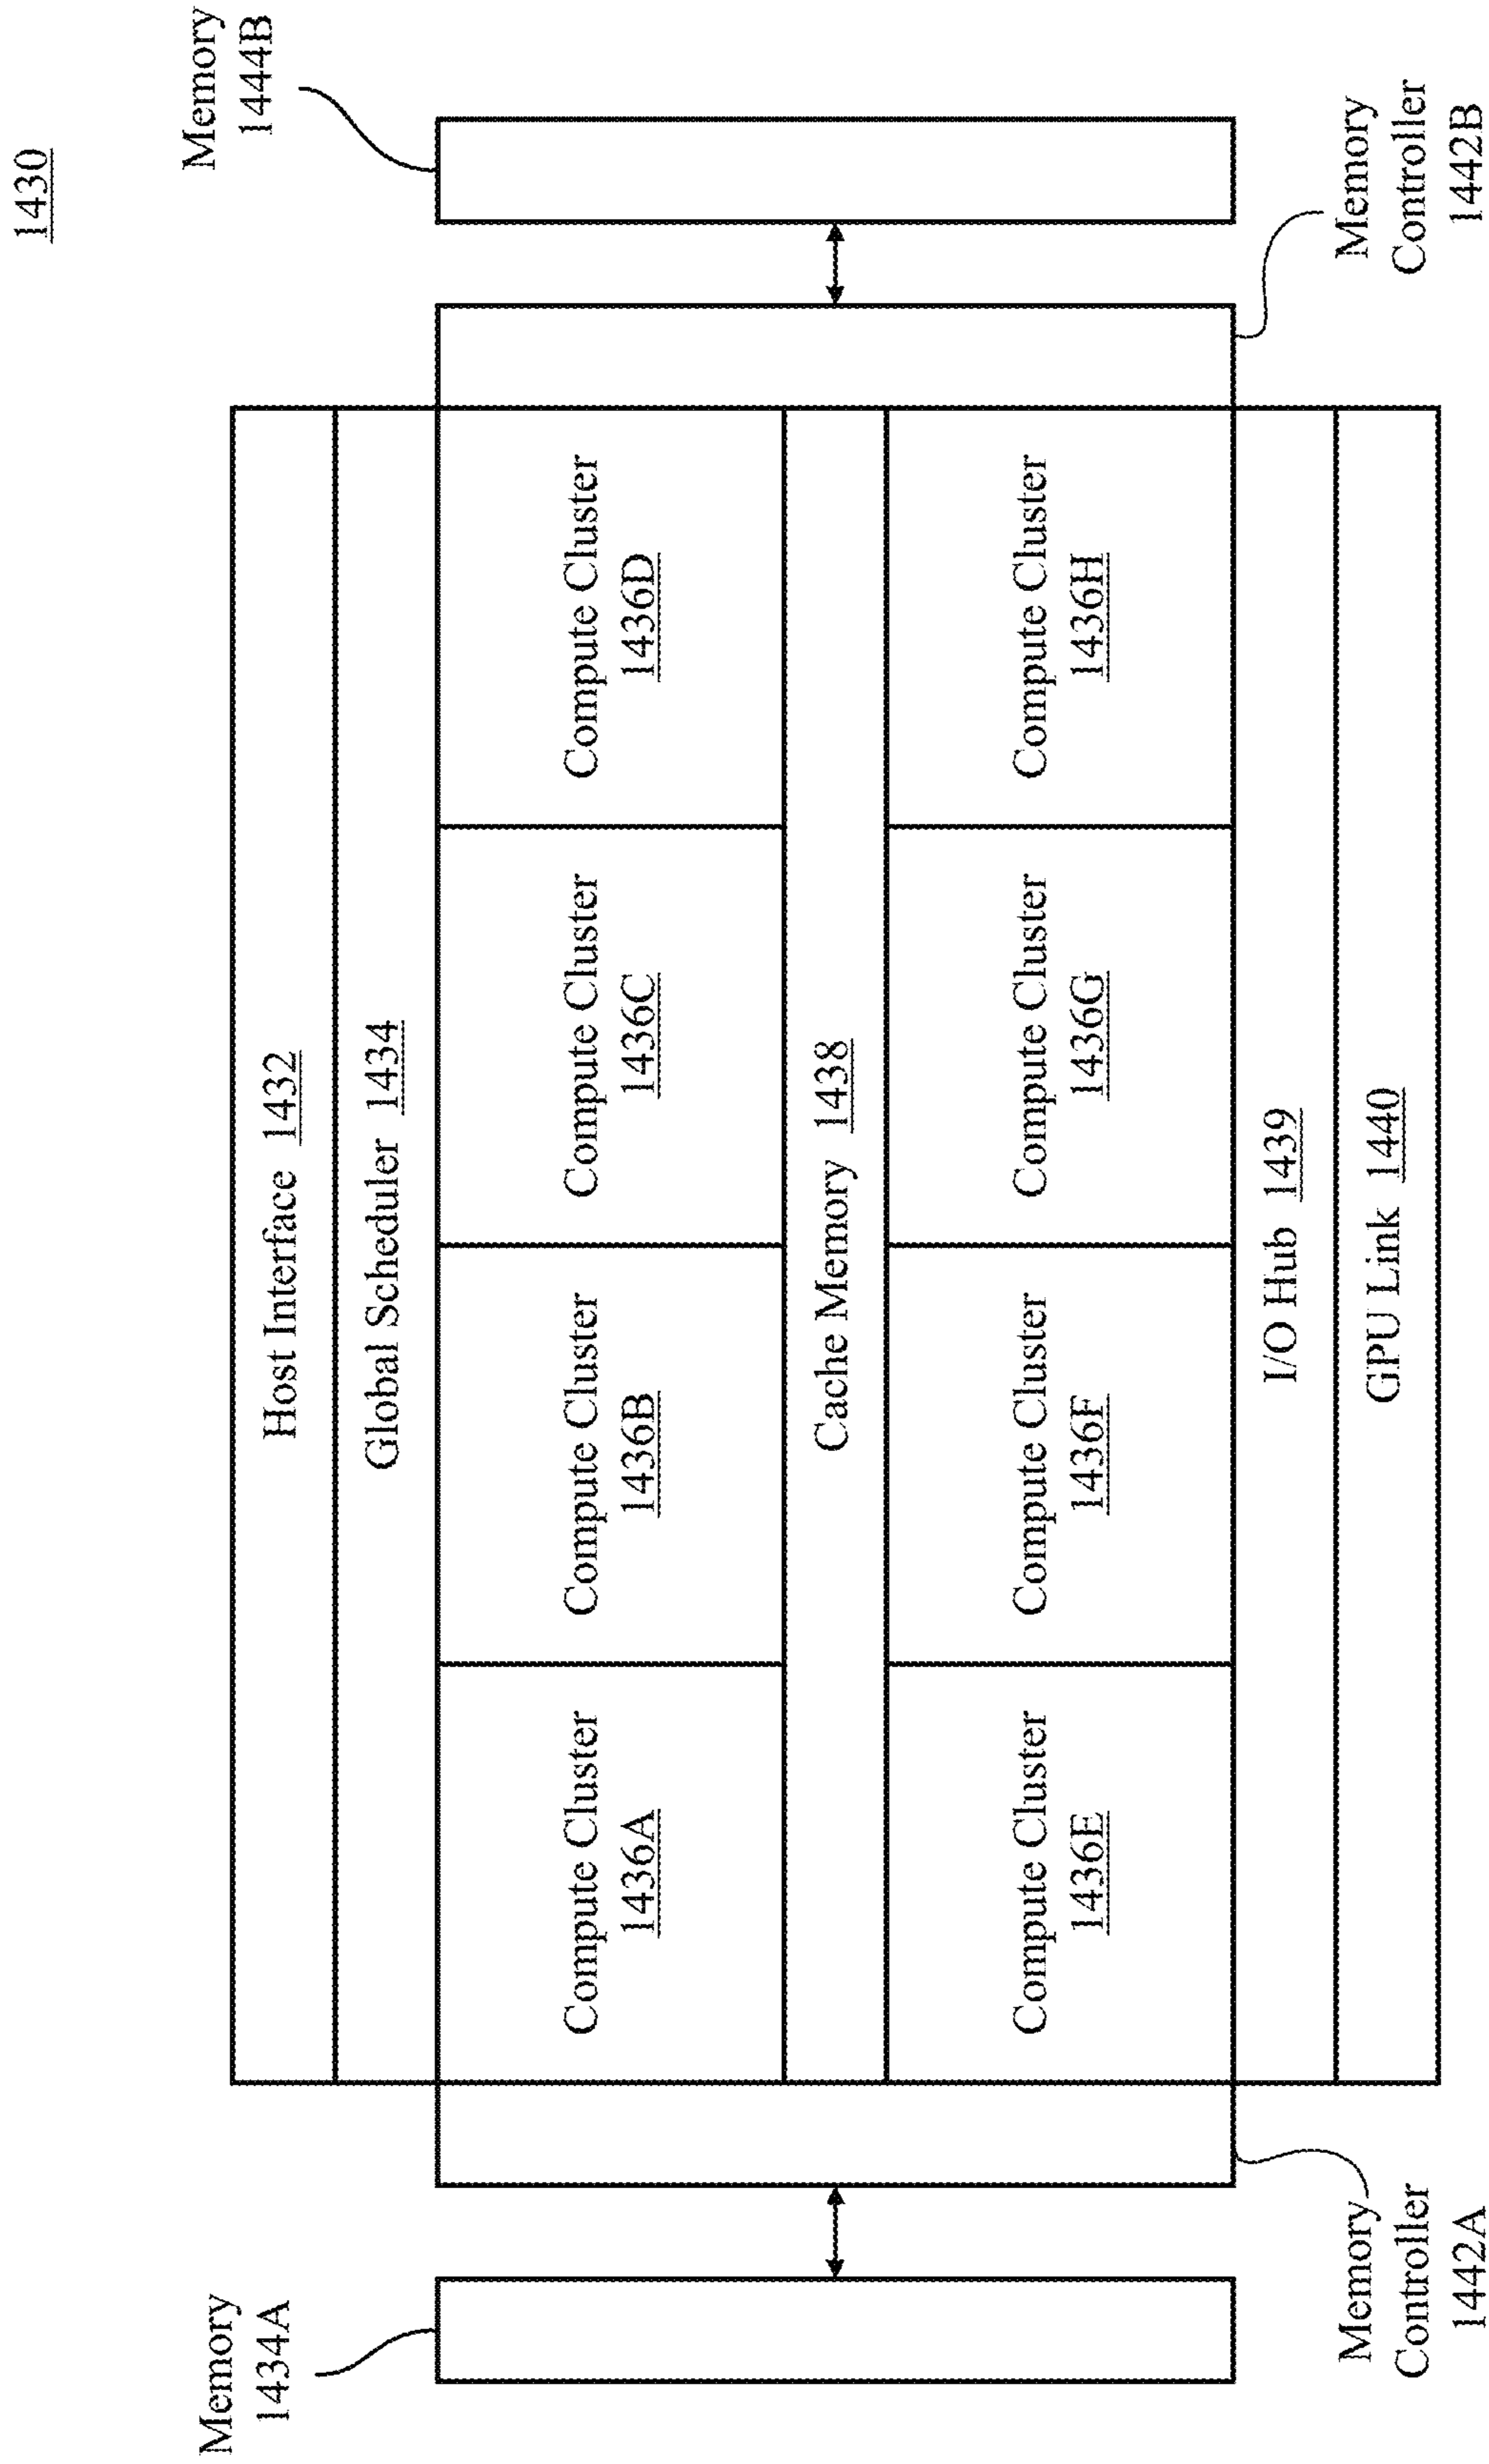 1430
Host Interface 1432
Global Scheduler 1434
Memory
1434A
Compute Cluster
1436A
Compute Cluster
1436B
Compute Cluster
1436C
Compute Cluster
1436D
Memory
1444B
Cache Memory 1438
Compute Cluster
1436E
Compute Cluster
1436F
Compute Cluster
1436G
Compute Cluster
1436H
I/O Hub 1439
GPU Link 1440
Memory
Controller
1442A
Memory
Controller
1442B